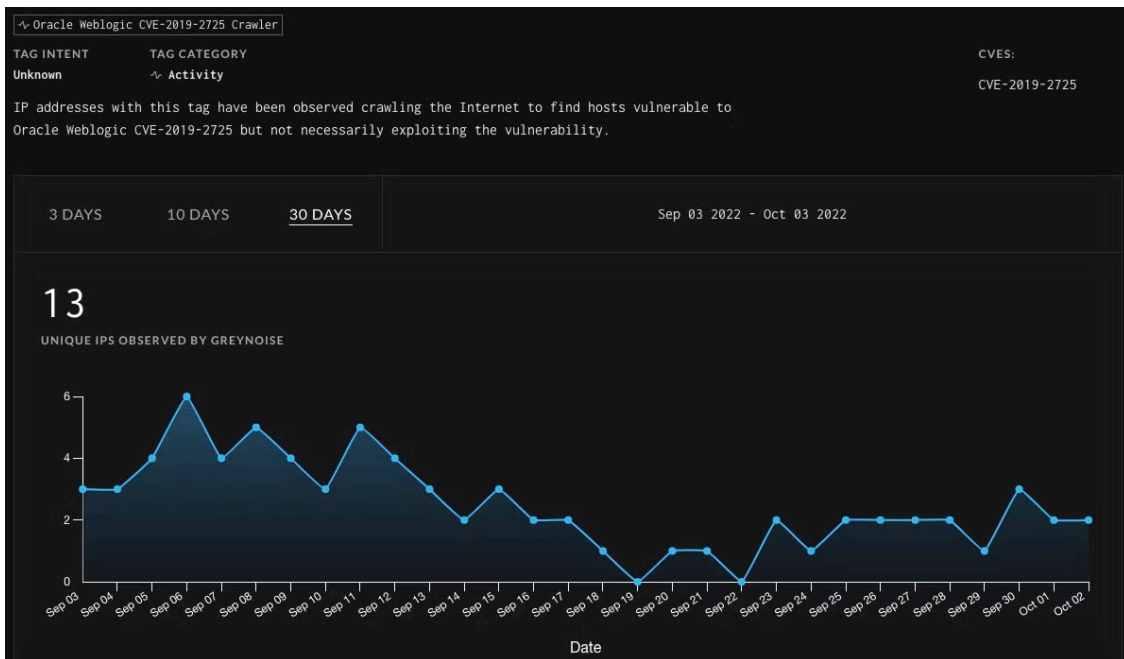 Oracle Weblogic CVE-2019-2725 Crawler
TAG INTENT TAG CATEGORY CVES:
Unknown Activity CVE-2019-2725
IP addresses with this tag have been observed crawling the Internet to find hosts vulnerable to
Oracle Weblogic CVE-2019-2725 but not necessarily exploiting the vulnerability.
3 DAYS 10 DAYS 30 DAYS Sep 03 2022 - Oct 03 2022
13
UNIQUE IPS OBSERVED BY GREYNOISE
6
4
2
0
Sep 03 Sep 04 Sep 05 Sep 06 Sep 07 Sep 08 Sep 09 Sep 10 Sep 11 Sep 12 Sep 13 Sep 14 Sep 15 Sep 16 Sep 17 Sep 18 Sep 19 Sep 20 Sep 21 Sep 22 Sep 23 Sep 24 Sep 25 Sep 26 Sep 27 Sep 28 Sep 29 Sep 30 Oct 01 Oct 02
Date